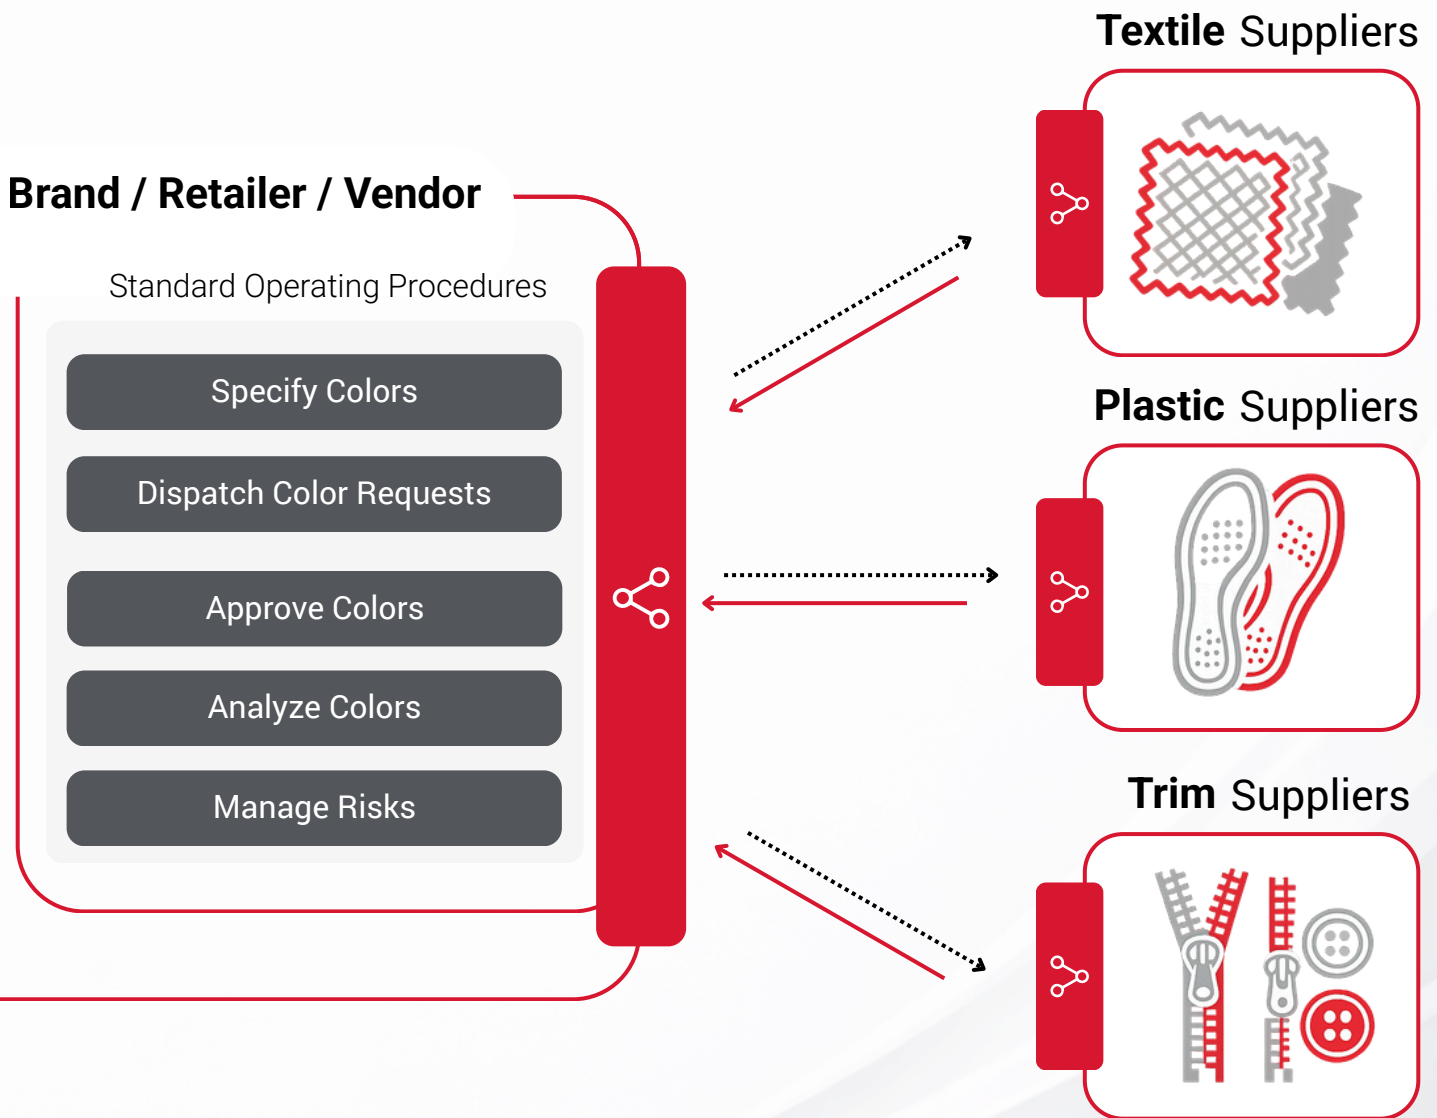 Brand / Retailer / Vendor
Standard Operating Procedures
Specify Colors
Dispatch Color Requests
Approve Colors
Analyze Colors
Manage Risks
Textile Suppliers
Plastic Suppliers
Trim Suppliers